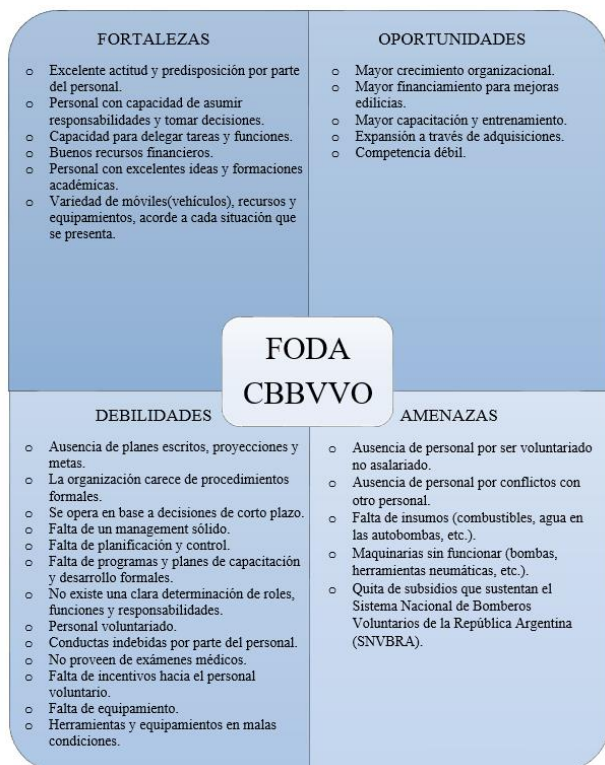 FORTALEZAS
o Excelente actitud y predisposición por parte
del personal.
o Personal con capacidad de asumir
responsabilidades y tomar decisiones.
o Capacidad para delegar tareas y funciones.
o Buenos recursos financieros.
o Personal con excelentes ideas y formaciones
académicas.
o Variedad de móviles(vehículos), recursos y
equipamientos, acorde a cada situación que
se presenta.
OPORTUNIDADES
o Mayor crecimiento organizacional.
o Mayor financiamiento para mejoras
edilicias.
o Mayor capacitación y entrenamiento.
o Expansión a través de adquisiciones.
o Competencia débil.
FODA
CBBVVO
DEBILIDADES
o Ausencia de planes escritos, proyecciones y
metas.
o La organización carece de procedimientos
formales.
o Se opera en base a decisiones de corto plazo.
o Falta de un management sólido.
o Falta de planificación y control.
o Falta de programas y planes de capacitación
y desarrollo formales.
o No existe una clara determinación de roles,
funciones y responsabilidades.
o Personal voluntariado.
o Conductas indebidas por parte del personal.
o No proveen de exámenes médicos.
o Falta de incentivos hacia el personal
voluntario.
o Falta de equipamiento.
o Herramientas y equipamientos en malas
condiciones.
AMENAZAS
o Ausencia de personal por ser voluntariado
no asalariado.
o Ausencia de personal por conflictos con
otro personal.
o Falta de insumos (combustibles, agua en
las autobombas, etc.).
o Maquinarias sin funcionar (bombas,
herramientas neumáticas, etc.).
o Quita de subsidios que sustentan el
Sistema Nacional de Bomberos
Voluntarios de la República Argentina
(SNVBRA).